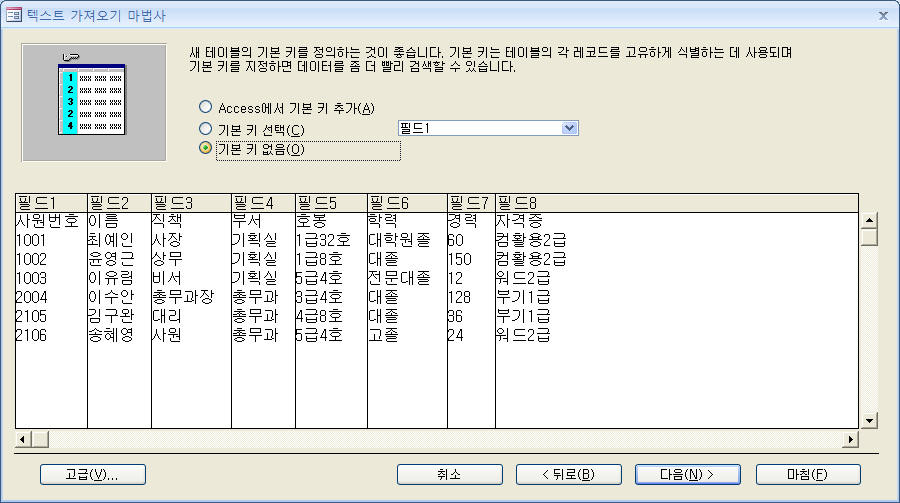 텍스트 가져오기 마법사
새 테이블의 기본 키를 정의하는 것이 좋습니다. 기본 키는 테이블의 각 레코드를 고유하게 식별하는 데 사용되며
기본 키를 지정하면 데이터를 좀 더 빨리 검색할 수 있습니다.
1 xxx xxx xxx
2 xxx xxx xxx
3 xxx xxx xxx
2 xxx xxx xxx
4 xxx xxx xxx
Access에서 기본 키 추가(A)
기본 키 선택(C) 필드1
기본 키 없음(O)
필드1 필드2 필드3 필드4 필드5 필드6 필드7 필드8
사원번호 이름 직책 부서 호봉 학력 경력 자격증
1001 최예인 사장 기획실 1급32호 대학원졸 60 컴활용2급
1002 윤영근 상무 기획실 1급8호 대졸 150 컴활용2급
1003 이유렴 비서 기획실 5급4호 전문대졸 12 워드2급
2004 이수안 총무과장 총무과 3급4호 대졸 128 부기1급
2105 김구완 대리 총무과 4급8호 대졸 36 부기1급
2106 송혜영 사원 총무과 5급4호 고졸 24 워드2급
고급(V)... 취소 < 뒤로(B) 다음(N) > 마침(F)